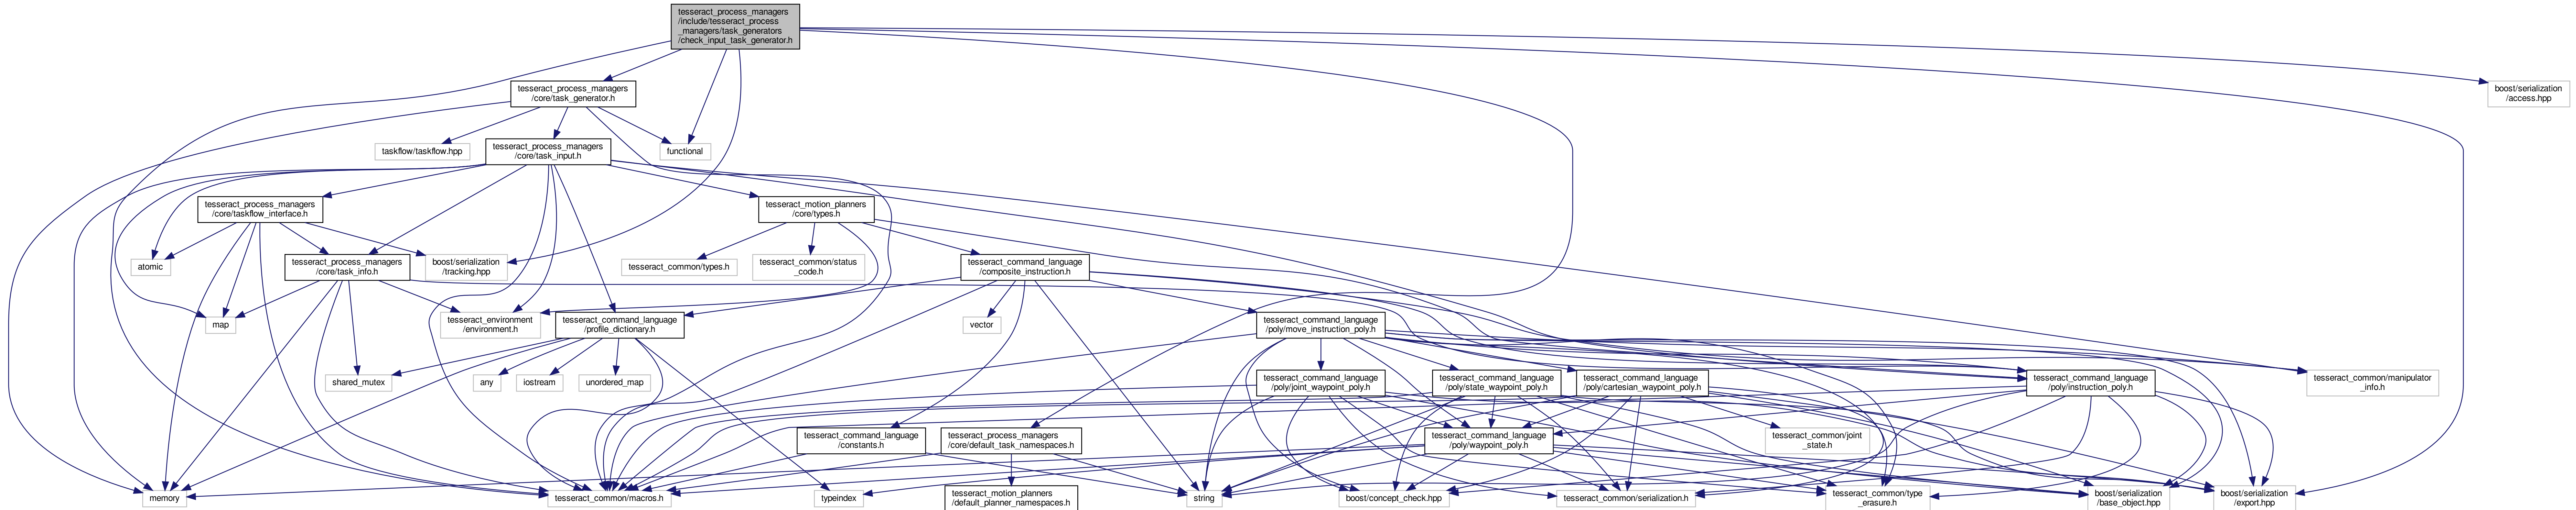 tesseract_process_managers
/include/tesseract_process
_managers/task_generators
/check_input_task_generator.h
boost/serialization
/access.hpp
tesseract_process_managers
/core/task_generator.h
taskflow/taskflow.hpp
tesseract_process_managers
/core/task_input.h
functional
tesseract_process_managers
/core/taskflow_interface.h
tesseract_motion_planners
/core/types.h
atomic
tesseract_process_managers
/core/task_info.h
boost/serialization
/tracking.hpp
tesseract_common/types.h
tesseract_common/status
_code.h
tesseract_command_language
/composite_instruction.h
map
tesseract_environment
/environment.h
tesseract_command_language
/profile_dictionary.h
vector
tesseract_command_language
/poly/move_instruction_poly.h
shared_mutex
any
iostream
unordered_map
tesseract_command_language
/poly/joint_waypoint_poly.h
tesseract_command_language
/poly/state_waypoint_poly.h
tesseract_command_language
/poly/cartesian_waypoint_poly.h
tesseract_command_language
/poly/instruction_poly.h
tesseract_common/manipulator
_info.h
tesseract_command_language
/constants.h
tesseract_process_managers
/core/default_task_namespaces.h
tesseract_command_language
/poly/waypoint_poly.h
tesseract_common/joint
_state.h
memory
tesseract_common/macros.h
typeindex
tesseract_motion_planners
/default_planner_namespaces.h
string
boost/concept_check.hpp
tesseract_common/serialization.h
tesseract_common/type
_erasure.h
boost/serialization
/base_object.hpp
boost/serialization
/export.hpp